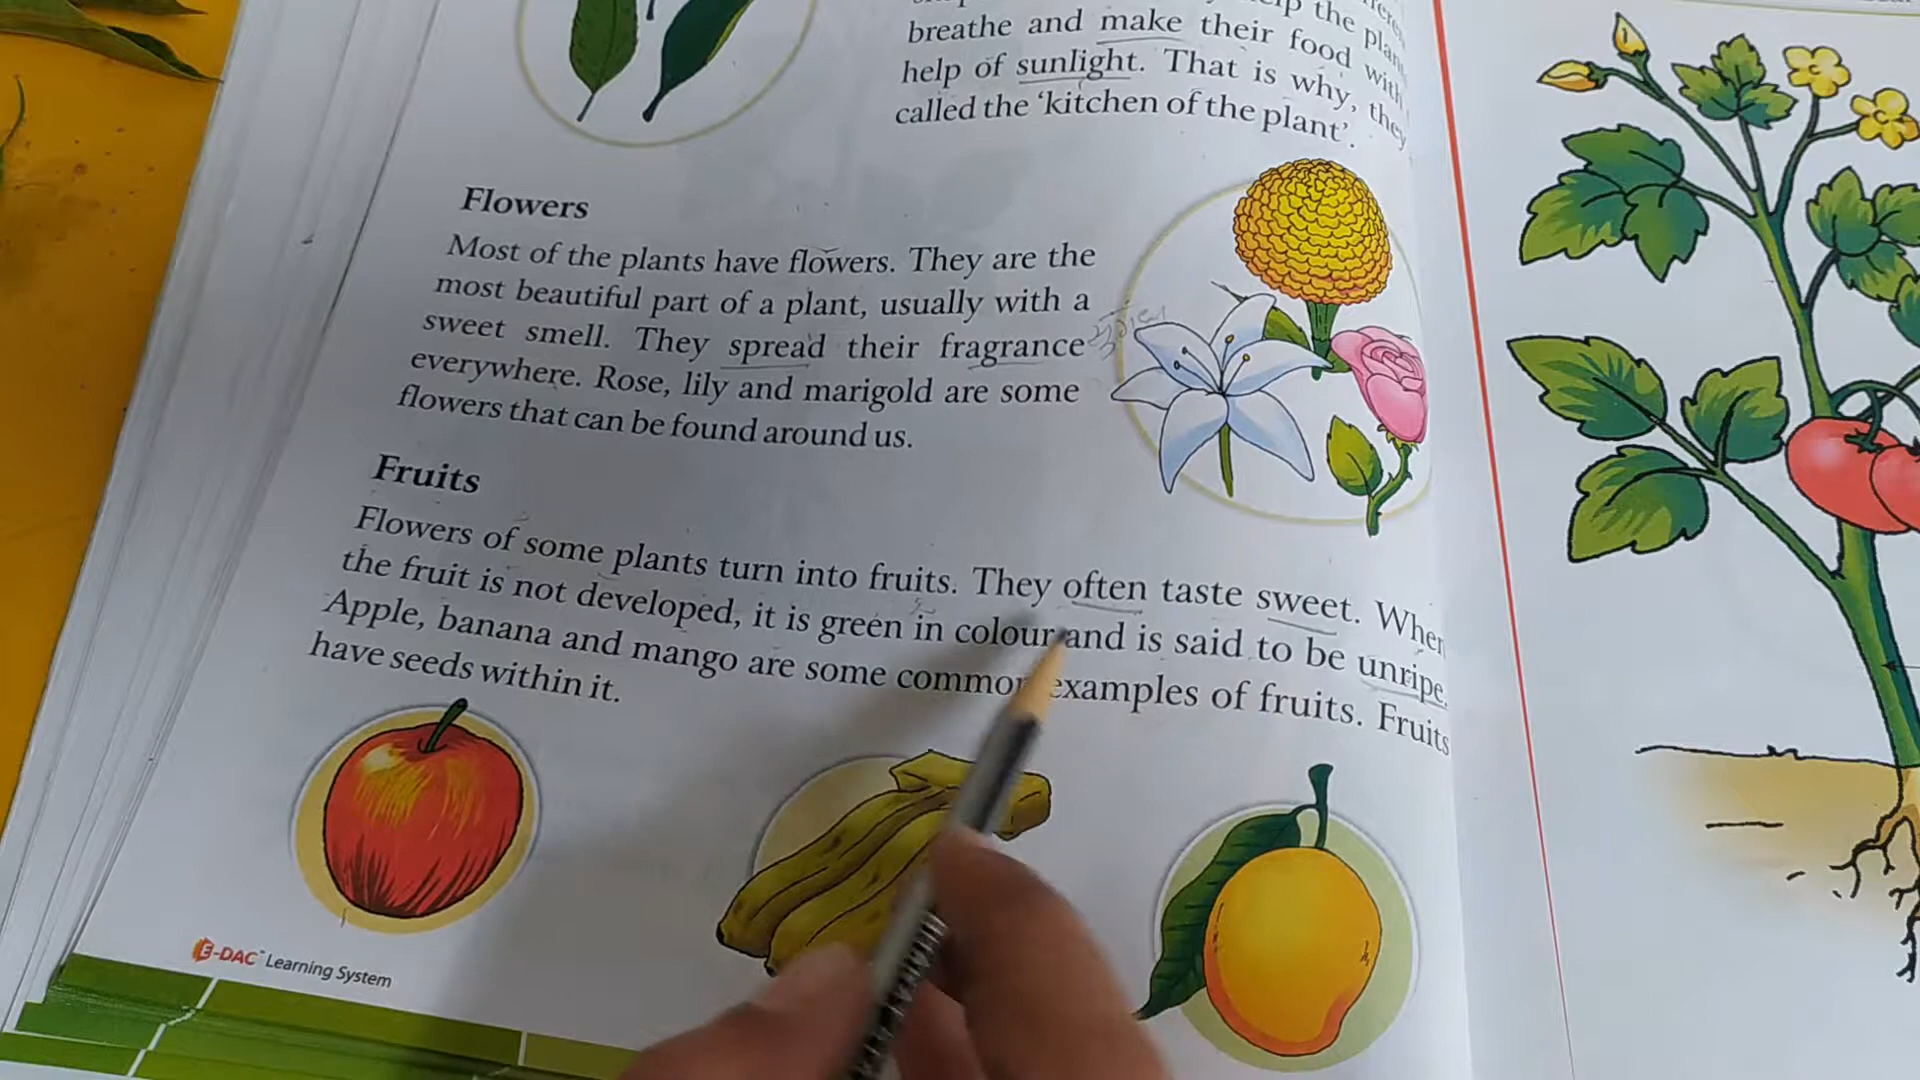 help the plan
breathe and make their food with
help of sunlight. That is why, they
called the 'kitchen of the plant'.
Flowers
Most of the plants have flowers. They are the
most beautiful part of a plant, usually with a
sweet smell. They spread their fragrance
everywhere. Rose, lily and marigold are some
flowers that can be found around us.
Fruits
Flowers of some plants turn into fruits. They often taste sweet. When
the fruit is not developed, it is green in colour and is said to be unripe.
Apple, banana and mango are some common examples of fruits. Fruits
have seeds within it.
E-DAC™ Learning System